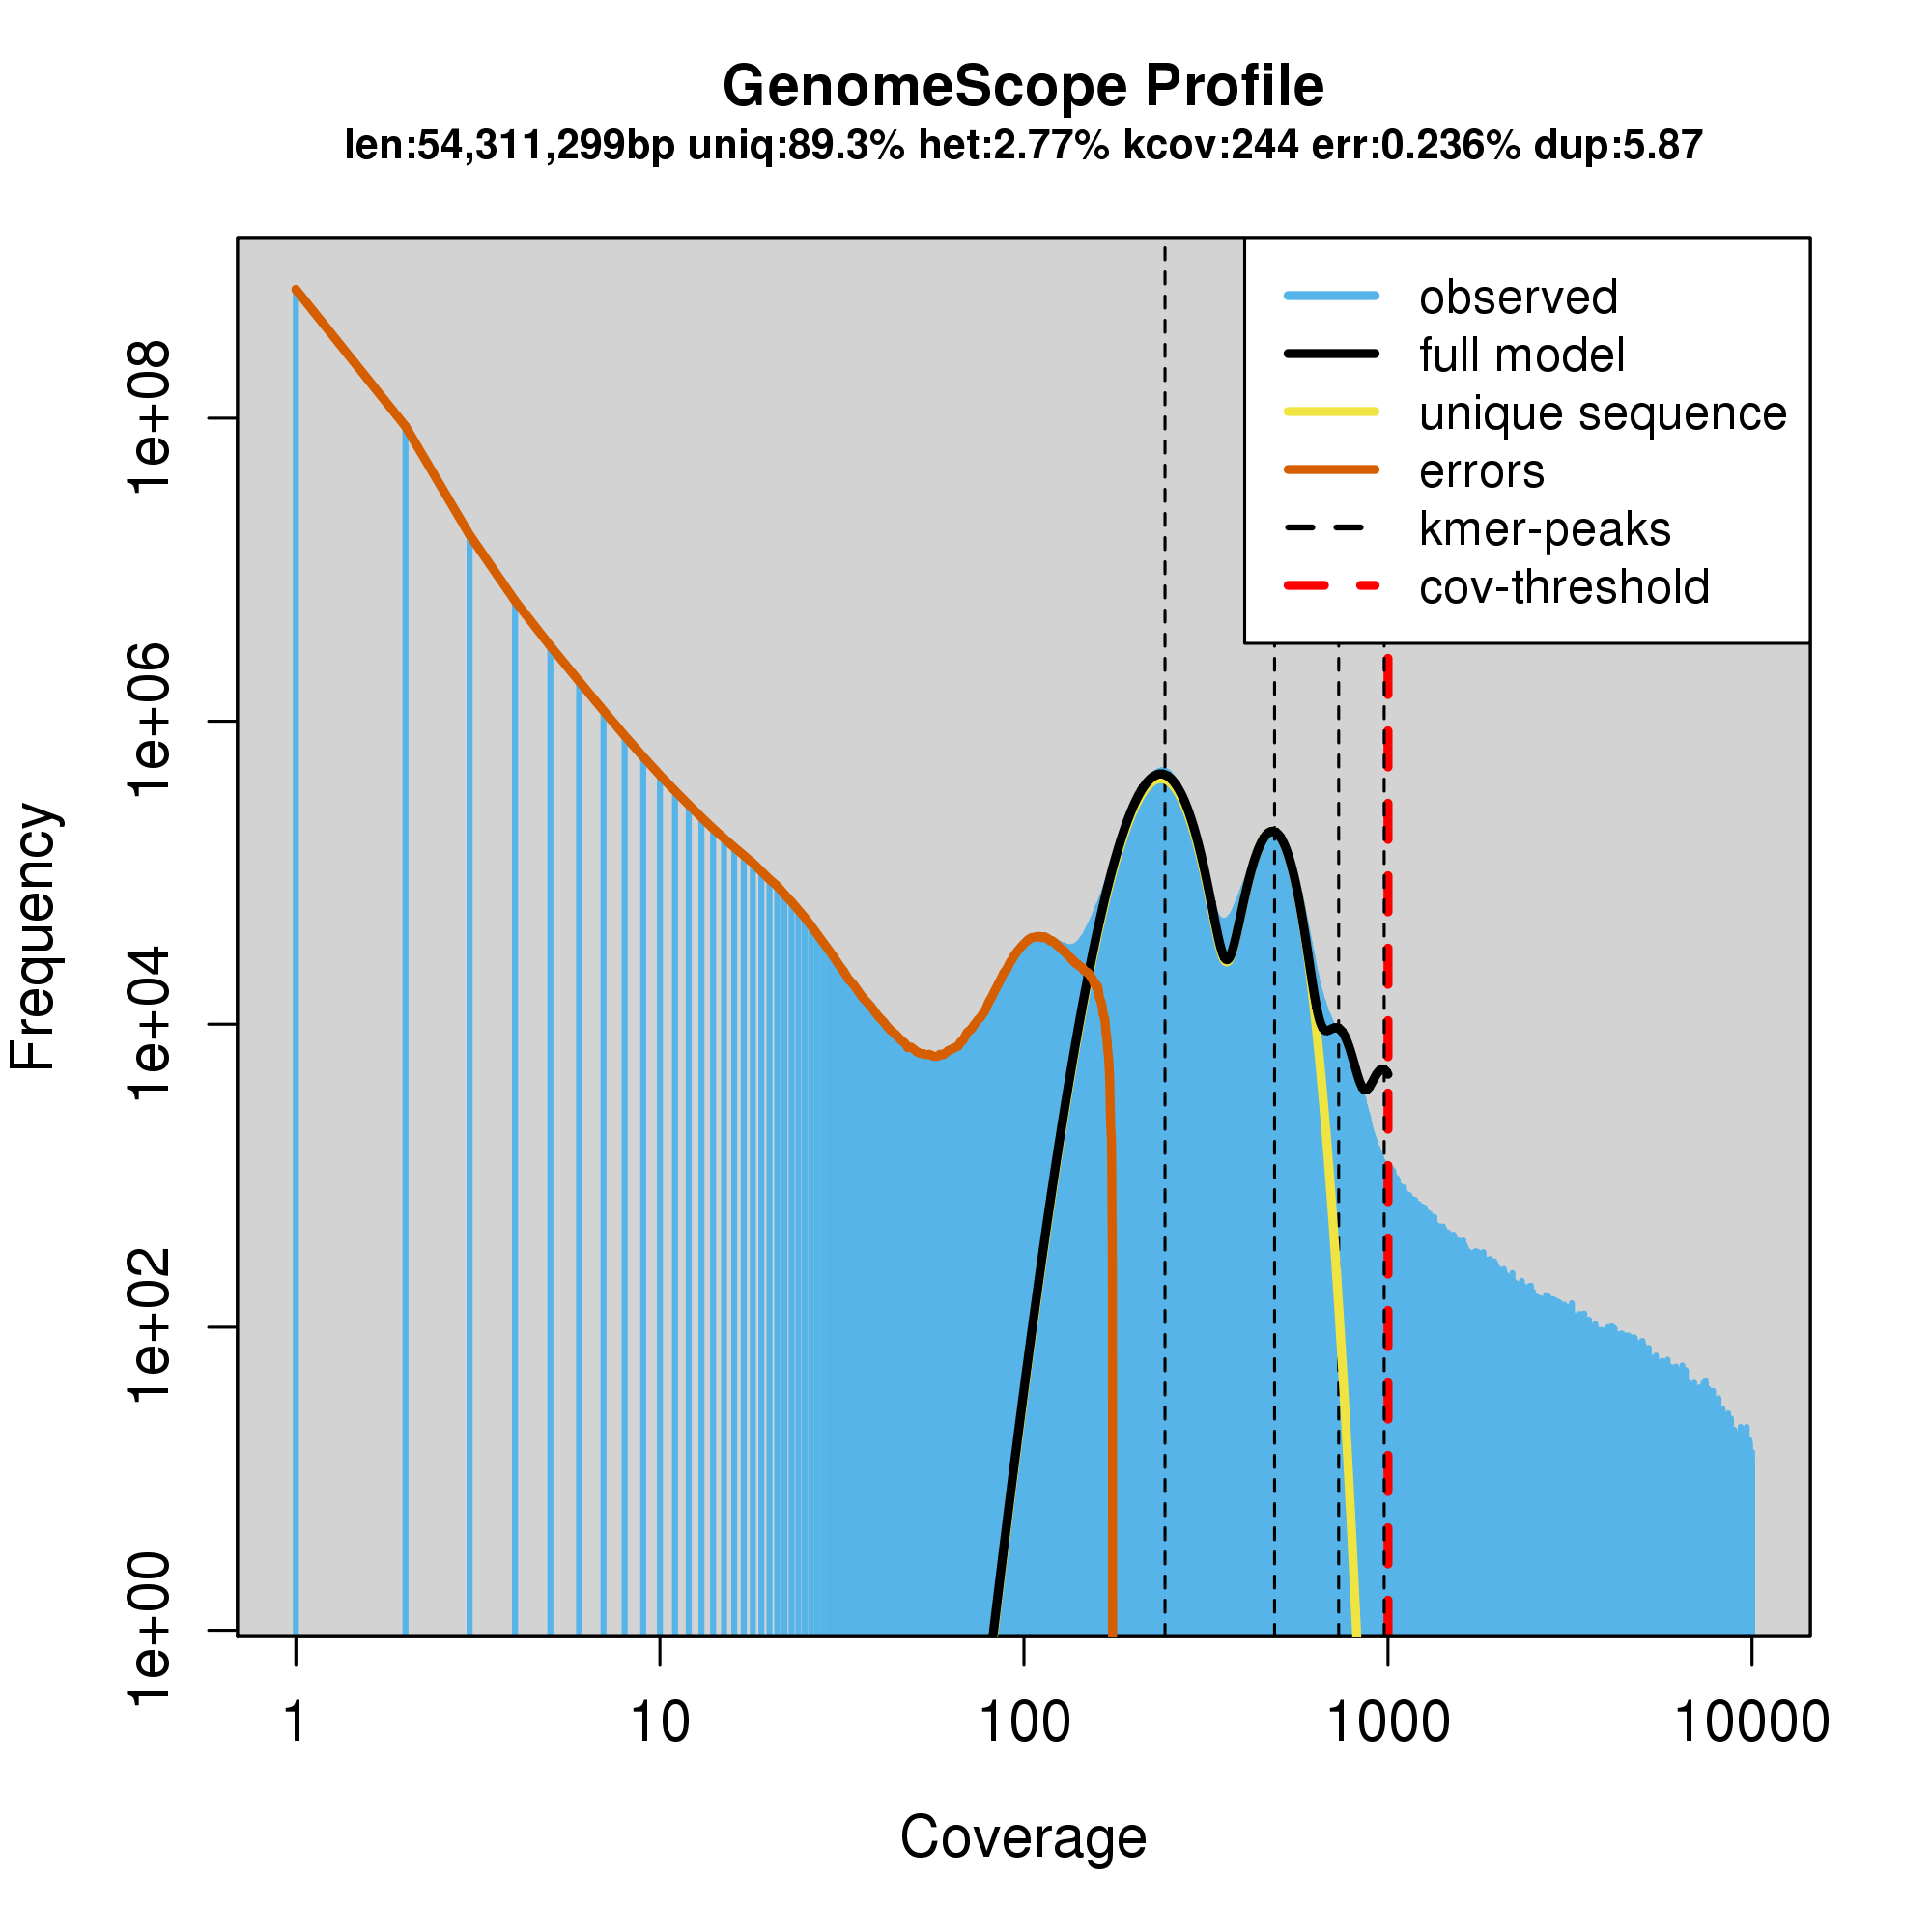 GenomeScope Profile
len:54,311,299bp uniq:89.3% het:2.77% kcov:244 err:0.236% dup:5.87
observed
full model
unique sequence
errors
kmer-peaks
cov-threshold
Frequency
1e+08
1e+06
1e+04
1e+02
1e+00
1 10 100 1000 10000
Coverage